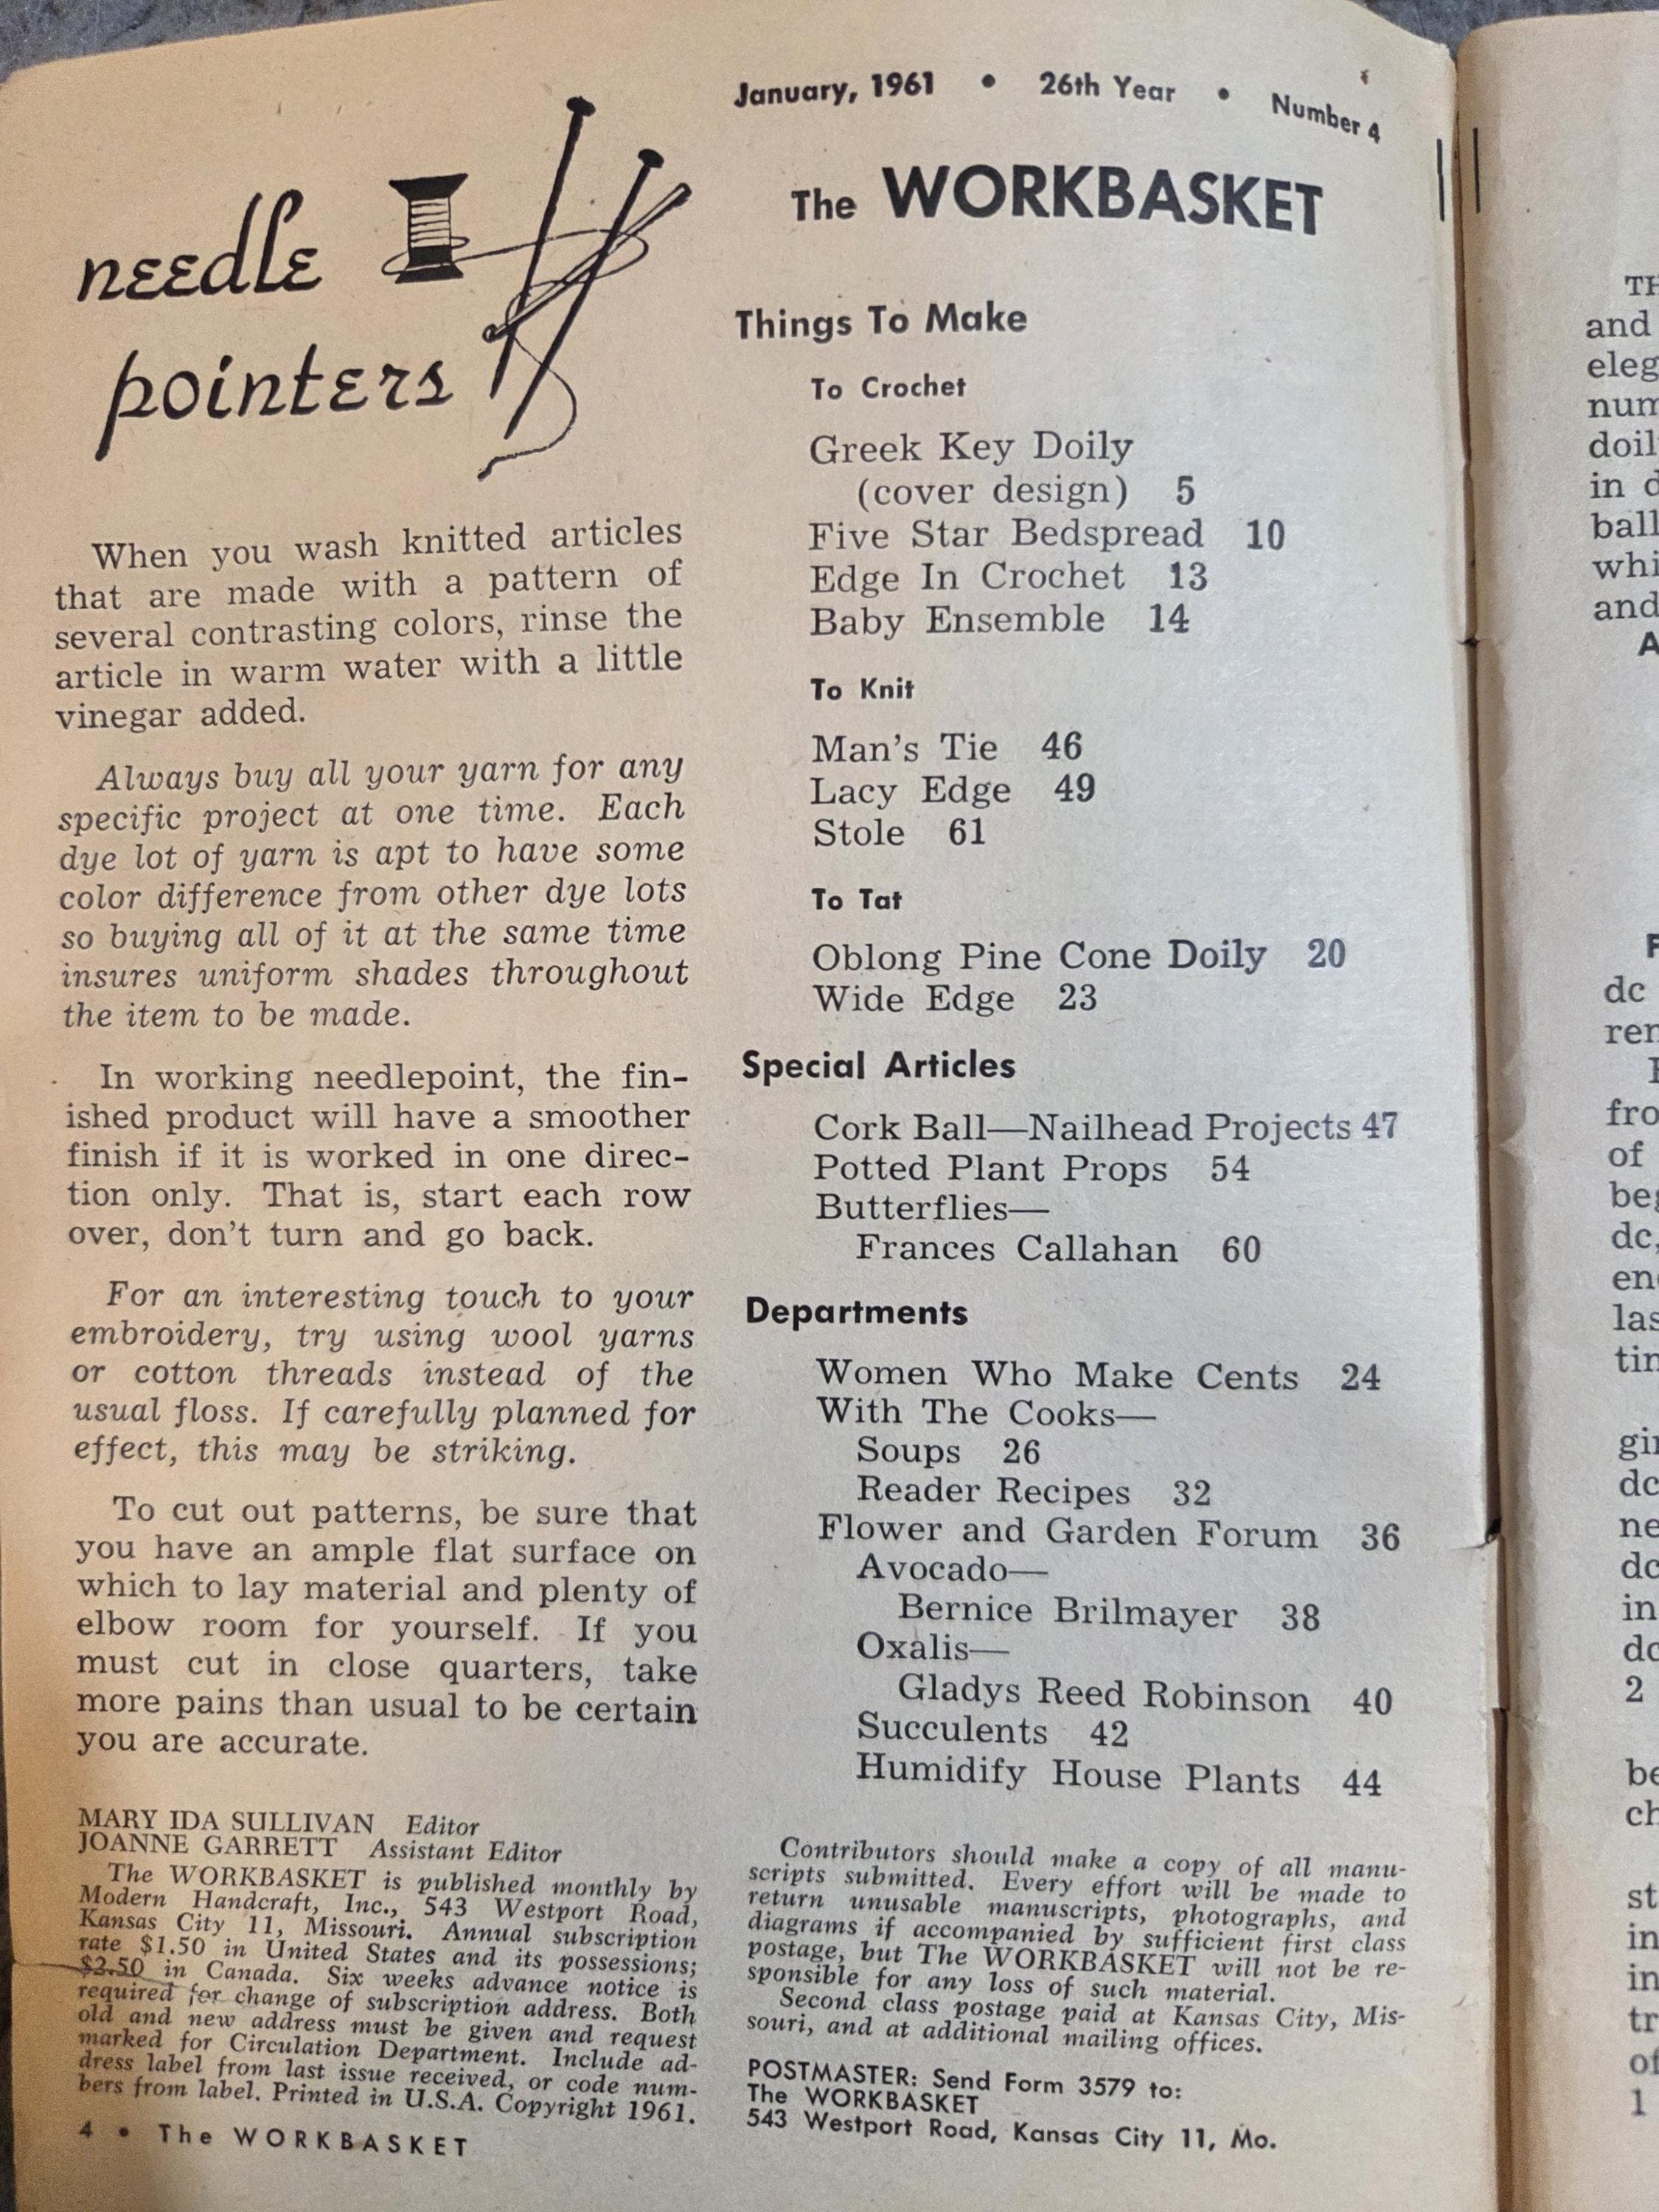 January, 1961 • 26th Year • Number 4
needle
pointers
When you wash knitted articles
that are made with a pattern of
several contrasting colors, rinse the
article in warm water with a little
vinegar added.
Always buy all your yarn for any
specific project at one time. Each
dye lot of yarn is apt to have some
color difference from other dye lots
so buying all of it at the same time
insures uniform shades throughout
the item to be made.
In working needlepoint, the fin-
ished product will have a smoother
finish if it is worked in one direc-
tion only. That is, start each row
over, don't turn and go back.
For an interesting touch to your
embroidery, try using wool yarns
or cotton threads instead of the
usual floss. If carefully planned for
effect, this may be striking.
To cut out patterns, be sure that
you have an ample flat surface on
which to lay material and plenty of
elbow room for yourself. If you
must cut in close quarters, take
more pains than usual to be certain
you are accurate.
MARY IDA SULLIVAN Editor
JOANNE GARRETT Assistant Editor
The WORKBASKET is published monthly by
Modern Handcraft, Inc., 543 Westport Road,
Kansas City 11, Missouri. Annual subscription
rate $1.50 in United States and its possessions;
$2.50 in Canada. Six weeks advance notice is
required for change of subscription address. Both
old and new address must be given and request
marked for Circulation Department. Include ad-
dress label from last issue received, or code num-
bers from label. Printed in U.S.A. Copyright 1961.
4 • The WORKBASKET
The WORKBASKET
Things To Make
To Crochet
Greek Key Doily
(cover design) 5
Five Star Bedspread 10
Edge In Crochet 13
Baby Ensemble 14
To Knit
Man's Tie 46
Lacy Edge 49
Stole 61
To Tat
Oblong Pine Cone Doily 20
Wide Edge 23
Special Articles
Cork Ball—Nailhead Projects 47
Potted Plant Props 54
Butterflies—
Frances Callahan 60
Departments
Women Who Make Cents 24
With The Cooks—
Soups 26
Reader Recipes 32
Flower and Garden Forum 36
Avocado—
Bernice Brilmayer 38
Oxalis—
Gladys Reed Robinson 40
Succulents 42
Humidify House Plants 44
Contributors should make a copy of all manu-
scripts submitted. Every effort will be made to
return unusable manuscripts, photographs, and
diagrams if accompanied by sufficient first class
postage, but The WORKBASKET will not be re-
sponsible for any loss of such material.
Second class postage paid at Kansas City, Mis-
souri, and at additional mailing offices.
POSTMASTER: Send Form 3579 to:
The WORKBASKET
543 Westport Road, Kansas City 11, Mo.
and
in
and
dc
of
dc,
in
2
in
1